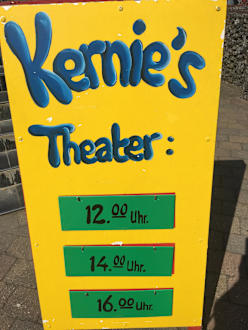 Kernie's
Theater:
12.00 Uhr.
14.00 Uhr.
16.00 Uhr.